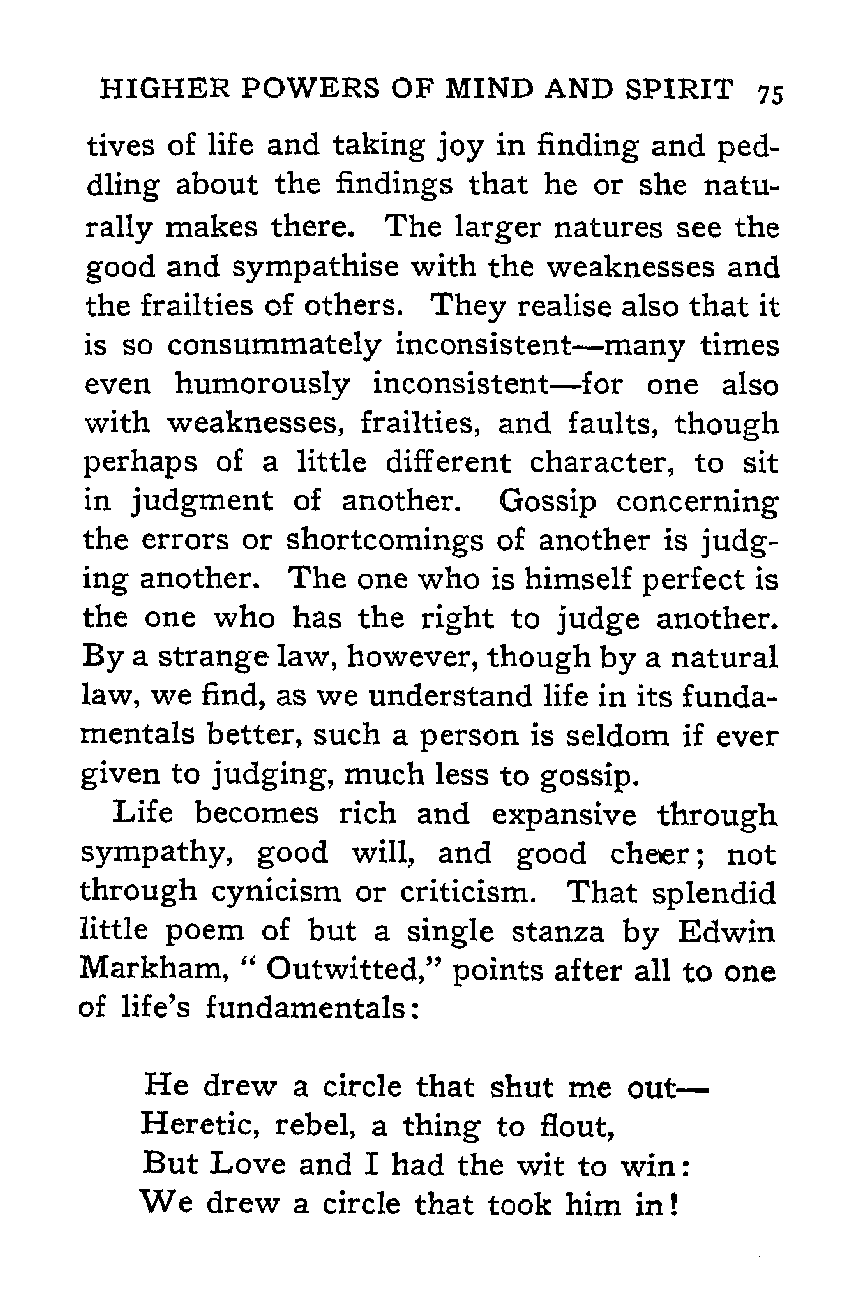 HIGHER POWERS OF MIND AND SPIRIT 75
tives of life and taking joy in finding and ped-
dling about the findings that he or she natu-
rally makes there. The larger natures see the
good and sympathise with the weaknesses and
the frailties of others. They realise also that it
is so consummately inconsistent—many times
even humorously inconsistent—for one also
with weaknesses, frailties, and faults, though
perhaps of a little different character, to sit
in judgment of another. Gossip concerning
the errors or shortcomings of another is judg-
ing another. The one who is himself perfect is
the one who has the right to judge another.
By a strange law, however, though by a natural
law, we find, as we understand life in its funda-
mentals better, such a person is seldom if ever
given to judging, much less to gossip.
Life becomes rich and expansive through
sympathy, good will, and good cheer; not
through cynicism or criticism. That splendid
little poem of but a single stanza by Edwin
Markham, “ Outwitted,” points after all to one
of life’s fundamentals:
He drew a circle that shut me out—
Heretic, rebel, a thing to flout,
But Love and I had the wit to win:
We drew a circle that took him in!